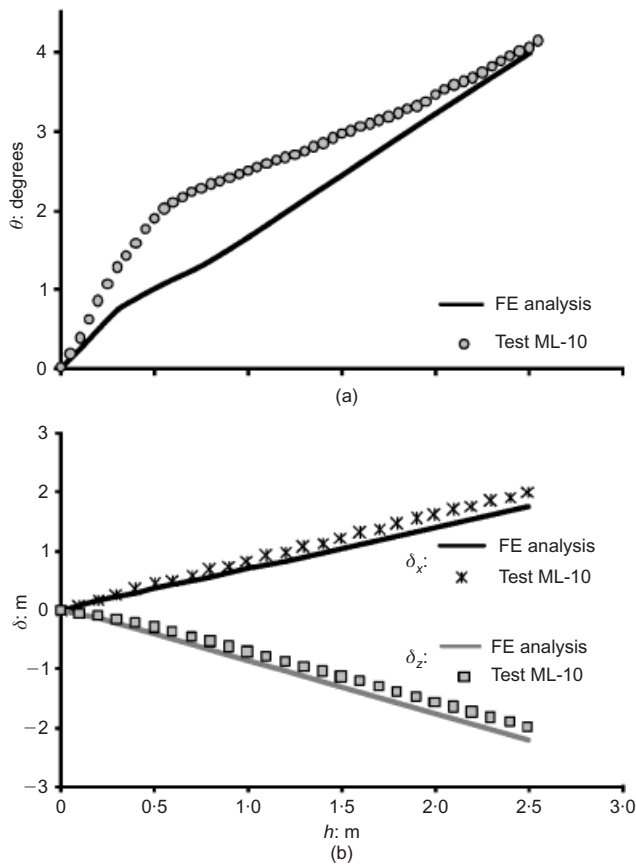 4
3
2
1
0
θ: degrees
FE analysis
Test ML-10
(a)
3
2
1
0
−1
−2
−3
δ: m
δx:
FE analysis
Test ML-10
δz:
FE analysis
Test ML-10
0 0·5 1·0 1·5 2·0 2·5 3·0
h: m
(b)